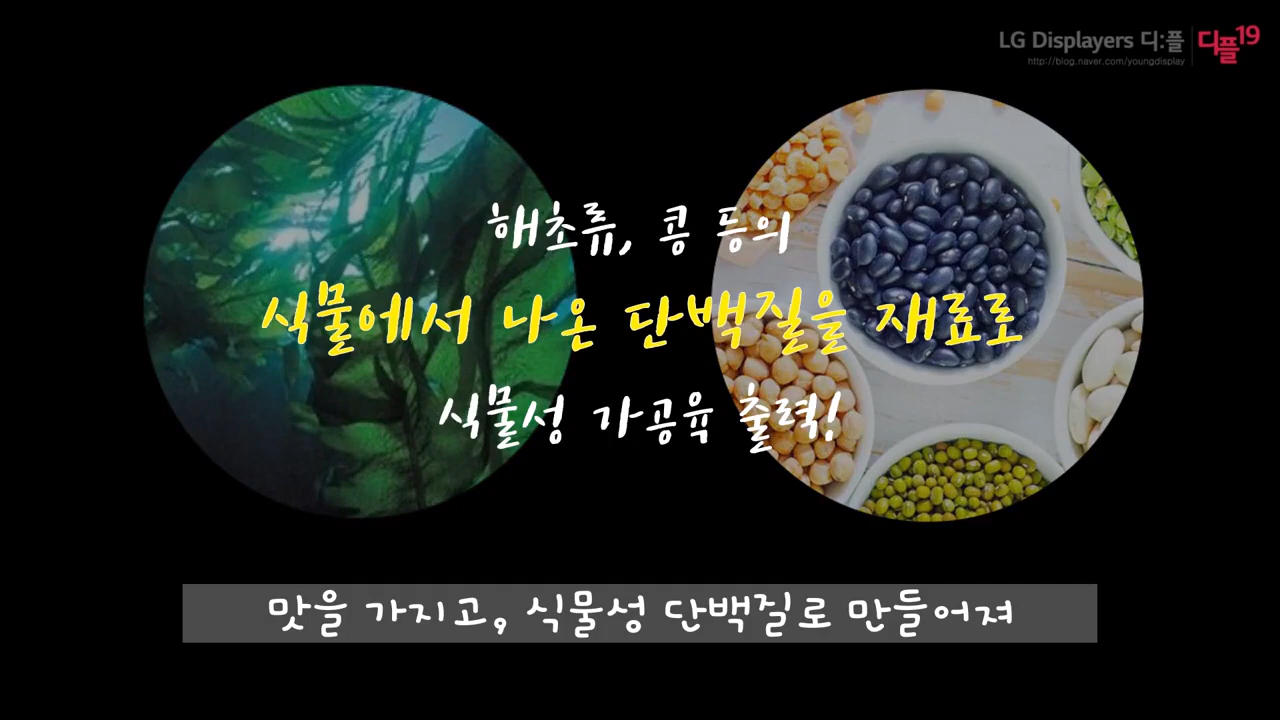 LG Displayers 디:플
디플19
http://blog.naver.com/youngdisplay
해초류, 콩 등의
식물에서 나온 단백질을 재료로
식물성 가공육 출력!
맛을 가지고, 식물성 단백질로 만들어져